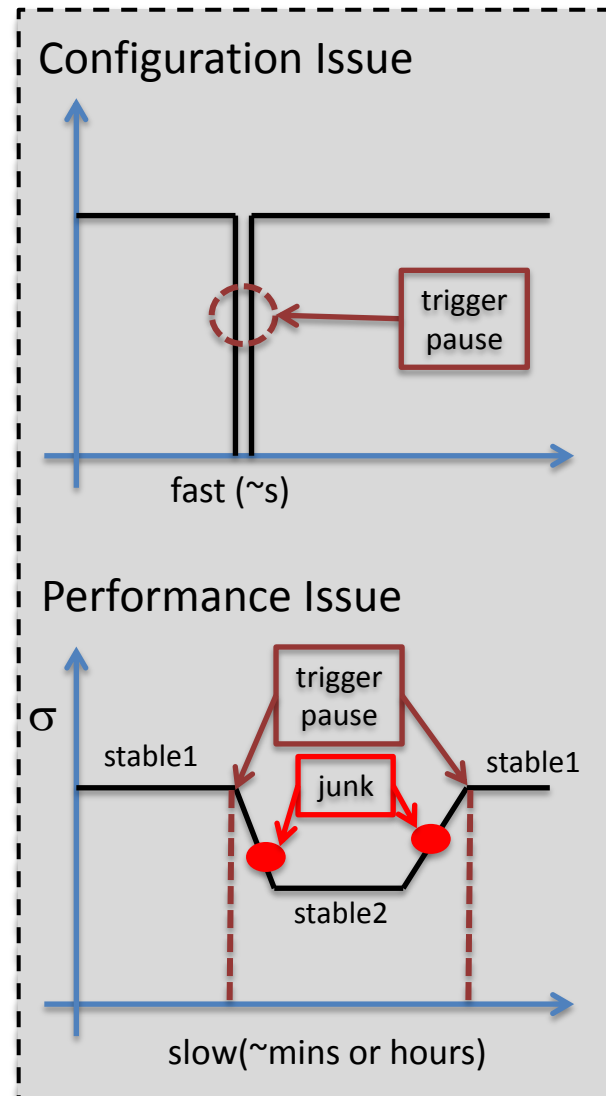 Configuration Issue
trigger
pause
fast (~s)
Performance Issue
σ
trigger
pause
stable1
stable1
junk
stable2
slow(~mins or hours)